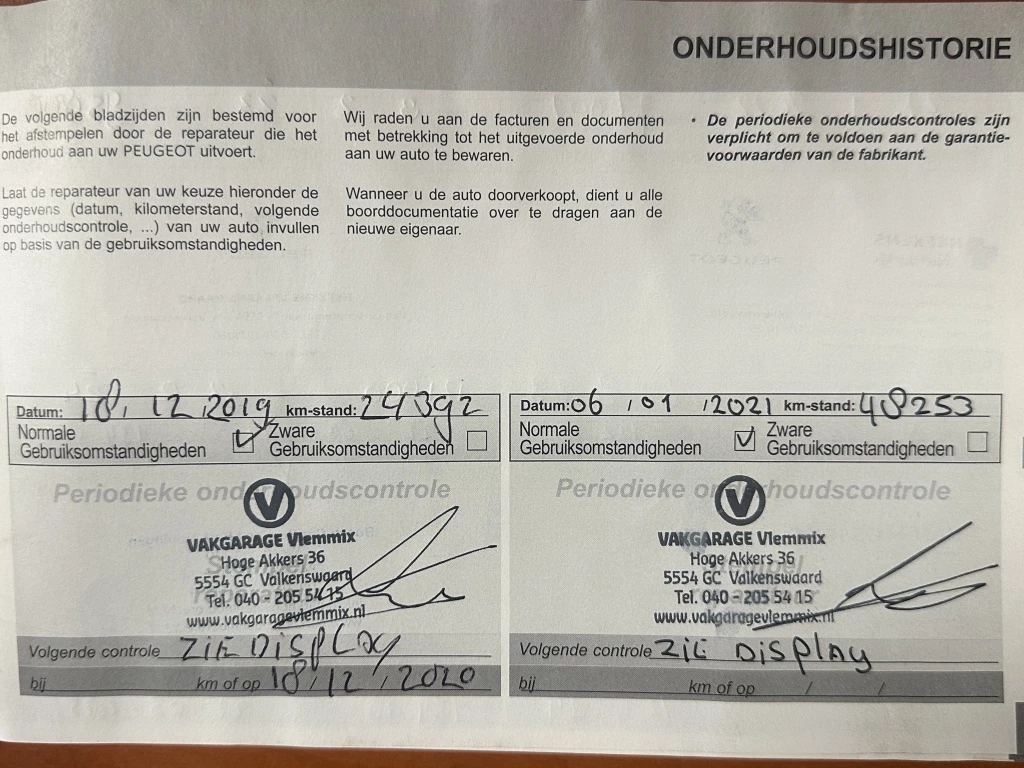 ONDERHOUDSHISTORIE
De volgende bladzijden zijn bestemd voor
het afstempelen door de reparateur die het
onderhoud aan uw PEUGEOT uitvoert.
Laat de reparateur van uw keuze hieronder de
gegevens (datum, kilometerstand, volgende
onderhoudscontrole, ...) van uw auto invullen
op basis van de gebruiksomstandigheden.
Wij raden u aan de facturen en documenten
met betrekking tot het uitgevoerde onderhoud
aan uw auto te bewaren.
Wanneer u de auto doorverkoopt, dient u alle
boorddocumentatie over te dragen aan de
nieuwe eigenaar.
• De periodieke onderhoudscontroles zijn
verplicht om te voldoen aan de garantie-
voorwaarden van de fabrikant.
Datum: 18/12/2019 km-stand: 24392
Normale Zware
Gebruiksomstandigheden Gebruiksomstandigheden
Periodieke onderhoudscontrole
VAKGARAGE Vlemmix
Hoge Akkers 36
5554 GC Valkenswaard
Tel. 040 - 205 54 15
www.vakgaragevlemmix.nl
Volgende controle ZIE DISPLAY
bij km of op 18/12/2020
Datum: 06/01/2021 km-stand: 48253
Normale Zware
Gebruiksomstandigheden Gebruiksomstandigheden
Periodieke onderhoudscontrole
VAKGARAGE Vlemmix
Hoge Akkers 36
5554 GC Valkenswaard
Tel. 040 - 205 54 15
www.vakgaragevlemmix.nl
Volgende controle ZIE Display
bij km of op / /